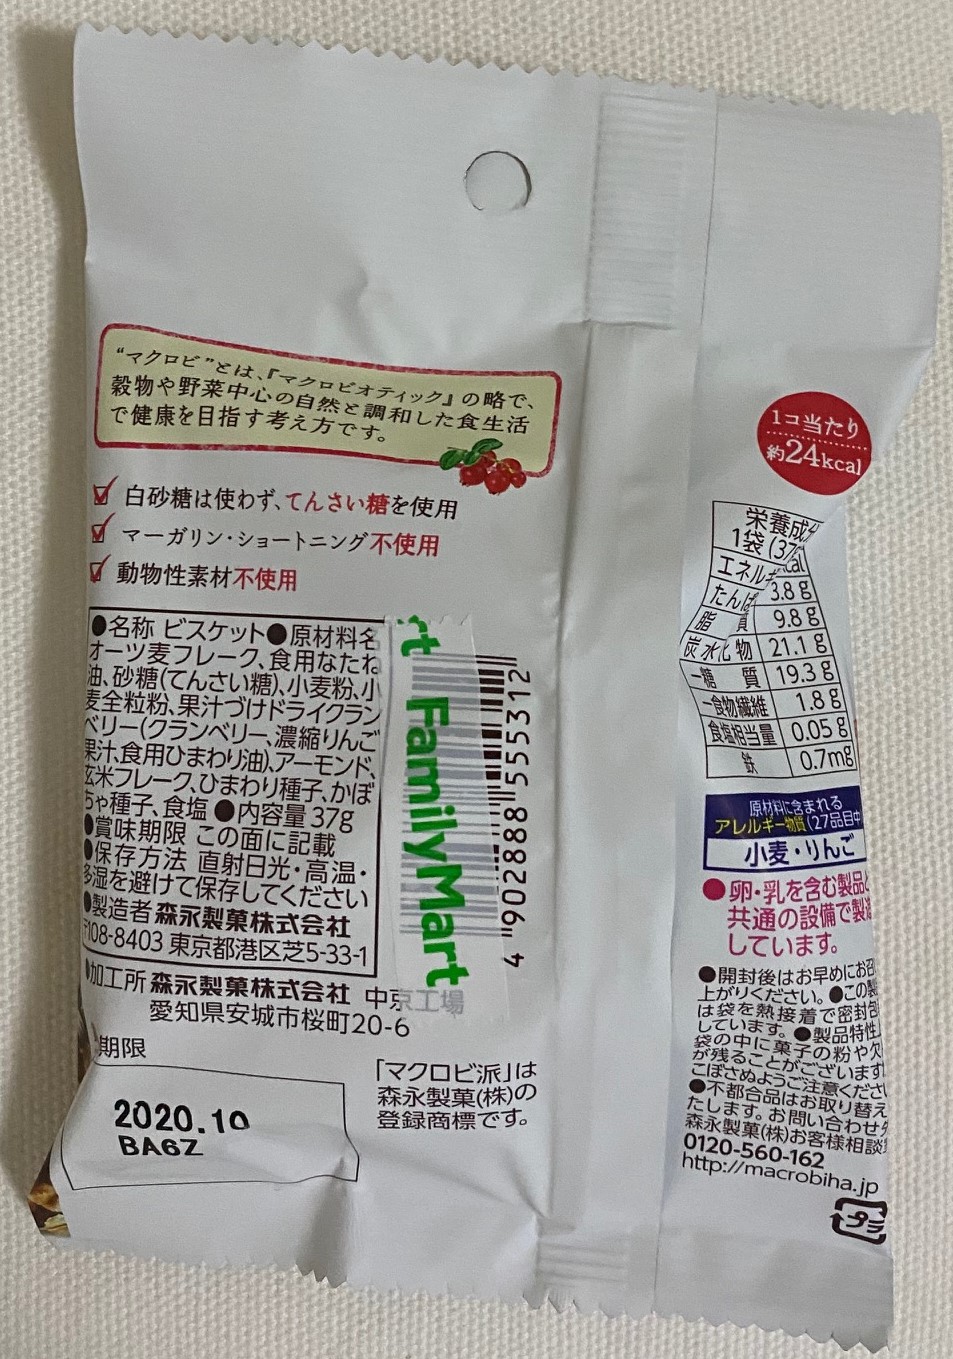 “マクロビ”とは、『マクロビオティック』の略で、
穀物や野菜中心の自然と調和した食生活
で健康を目指す考え方です。
白砂糖は使わず、てんさい糖を使用
マーガリン・ショートニング不使用
動物性素材不使用
●名称 ビスケット●原材料名
オーツ麦フレーク、食用なたね
油、砂糖(てんさい糖)、小麦粉、小
麦全粒粉、果汁づけドライクラン
ベリー(クランベリー、濃縮りんご
果汁、食用ひまわり油)、アーモンド、
玄米フレーク、ひまわり種子、かぼ
ちゃ種子、食塩 ●内容量 37g
●賞味期限 この面に記載
●保存方法 直射日光・高温・
多湿を避けて保存してください
●製造者 森永製菓株式会社
〒108-8403 東京都港区芝5-33-1
●加工所 森永製菓株式会社 中京工場
愛知県安城市桜町20-6
期限
2020.10
BA6Z
「マクロビ派」は
森永製菓(株)の
登録商標です。
rt FamilyMart
4 902888 555312
1コ当たり
約24kcal
栄養成分
1袋(37
エネルギ cal
たんぱ 3.8g
脂質 9.8g
炭水化物 21.1g
－糖質 19.3g
－食物繊維 1.8g
食塩相当量 0.05g
鉄 0.7mg
原材料に含まれる
アレルギー物質(27品目中
小麦・りんご
●卵・乳を含む製品と
共通の設備で製造
しています。
●開封後はお早めにお召
上がりください。●この製
は袋を熱接着で密封包
しています。●製品特性上
袋の中に菓子の粉や欠
が残ることがございます
こぼさぬようご注意くださ
●不都合品はお取り替え
たします。お問い合わせ先
森永製菓(株)お客様相談
0120-560-162
http://macrobiha.jp
プラ